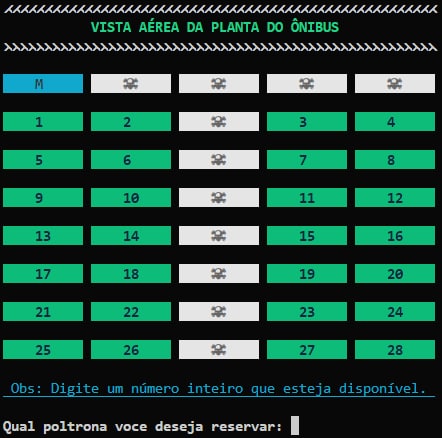 VISTA AÉREA DA PLANTA DO ÔNIBUS
M ☠ ☠ ☠ ☠
1 2 ☠ 3 4
5 6 ☠ 7 8
9 10 ☠ 11 12
13 14 ☠ 15 16
17 18 ☠ 19 20
21 22 ☠ 23 24
25 26 ☠ 27 28
Obs: Digite um número inteiro que esteja disponível.
Qual poltrona voce deseja reservar: